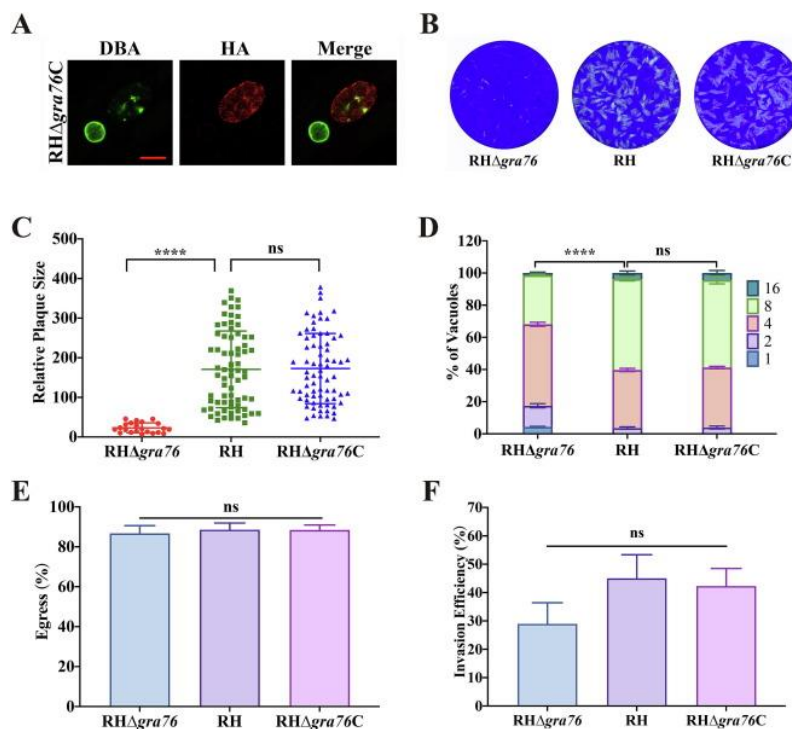 A
DBA
HA
Merge
RHΔgra76C
B
RHΔgra76
RH
RHΔgra76C
C
500
400
300
200
100
0
Relative Plaque Size
****
ns
RHΔgra76
RH
RHΔgra76C
D
120
100
80
60
40
20
0
% of Vacuoles
****
ns
16
8
4
2
1
RHΔgra76
RH
RHΔgra76C
E
100
80
60
40
20
0
Egress (%)
ns
RHΔgra76
RH
RHΔgra76C
F
70
60
50
40
30
20
10
0
Invasion Efficiency (%)
ns
RHΔgra76
RH
RHΔgra76C